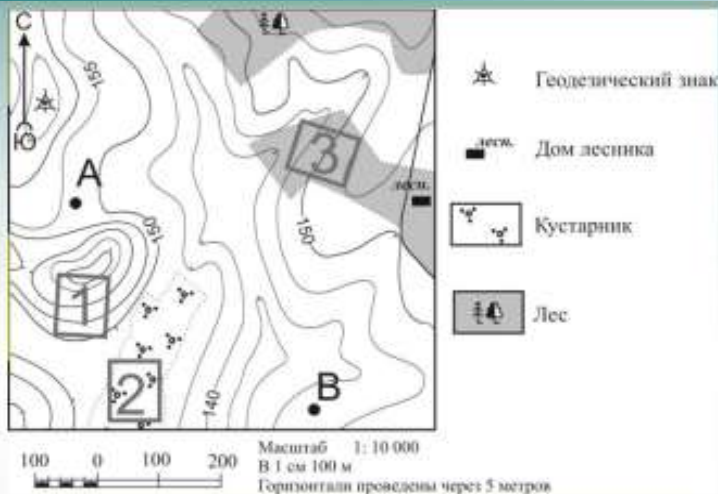 С
Ю
155
А
150
150
140
1
2
3
В
лесн.
Геодезический знак
лесн.
Дом лесника
Кустарник
Лес
100 0 100 200
Масштаб 1: 10 000
В 1 см 100 м
Горизонтали проведены через 5 метров